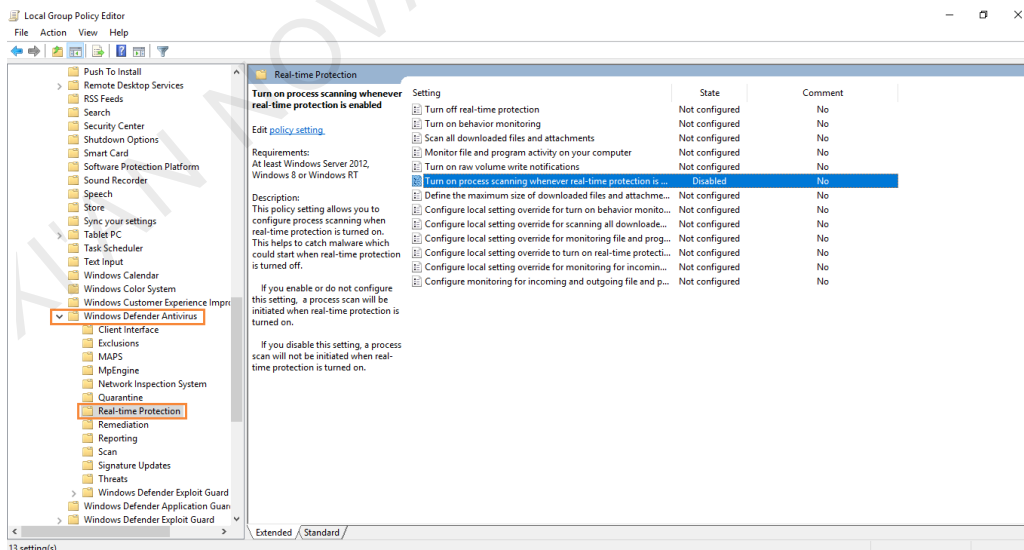 Local Group Policy Editor
File Action View Help
Push To Install
Remote Desktop Services
RSS Feeds
Search
Security Center
Shutdown Options
Smart Card
Software Protection Platform
Sound Recorder
Speech
Store
Sync your settings
Tablet PC
Task Scheduler
Text Input
Windows Calendar
Windows Color System
Windows Customer Experience Impro
Windows Defender Antivirus
Client Interface
Exclusions
MAPS
MpEngine
Network Inspection System
Quarantine
Real-time Protection
Remediation
Reporting
Scan
Signature Updates
Threats
Windows Defender Exploit Guard
Windows Defender Application Guar
Windows Defender Exploit Guard
Real-time Protection
Turn on process scanning whenever
real-time protection is enabled
Edit policy setting
Requirements:
At least Windows Server 2012,
Windows 8 or Windows RT
Description:
This policy setting allows you to
configure process scanning when
real-time protection is turned on.
This helps to catch malware which
could start when real-time protection
is turned off.
If you enable or do not configure
this setting, a process scan will be
initiated when real-time protection is
turned on.
If you disable this setting, a process
scan will not be initiated when real-
time protection is turned on.
Setting State Comment
Turn off real-time protection Not configured No
Turn on behavior monitoring Not configured No
Scan all downloaded files and attachments Not configured No
Monitor file and program activity on your computer Not configured No
Turn on raw volume write notifications Not configured No
Turn on process scanning whenever real-time protection is ... Disabled No
Define the maximum size of downloaded files and attachme... Not configured No
Configure local setting override for turn on behavior monito... Not configured No
Configure local setting override for scanning all downloade... Not configured No
Configure local setting override for monitoring file and prog... Not configured No
Configure local setting override to turn on real-time protecti... Not configured No
Configure local setting override for monitoring for incomin... Not configured No
Configure monitoring for incoming and outgoing file and p... Not configured No
Extended Standard
13 setting(s)
XI'AN NOV